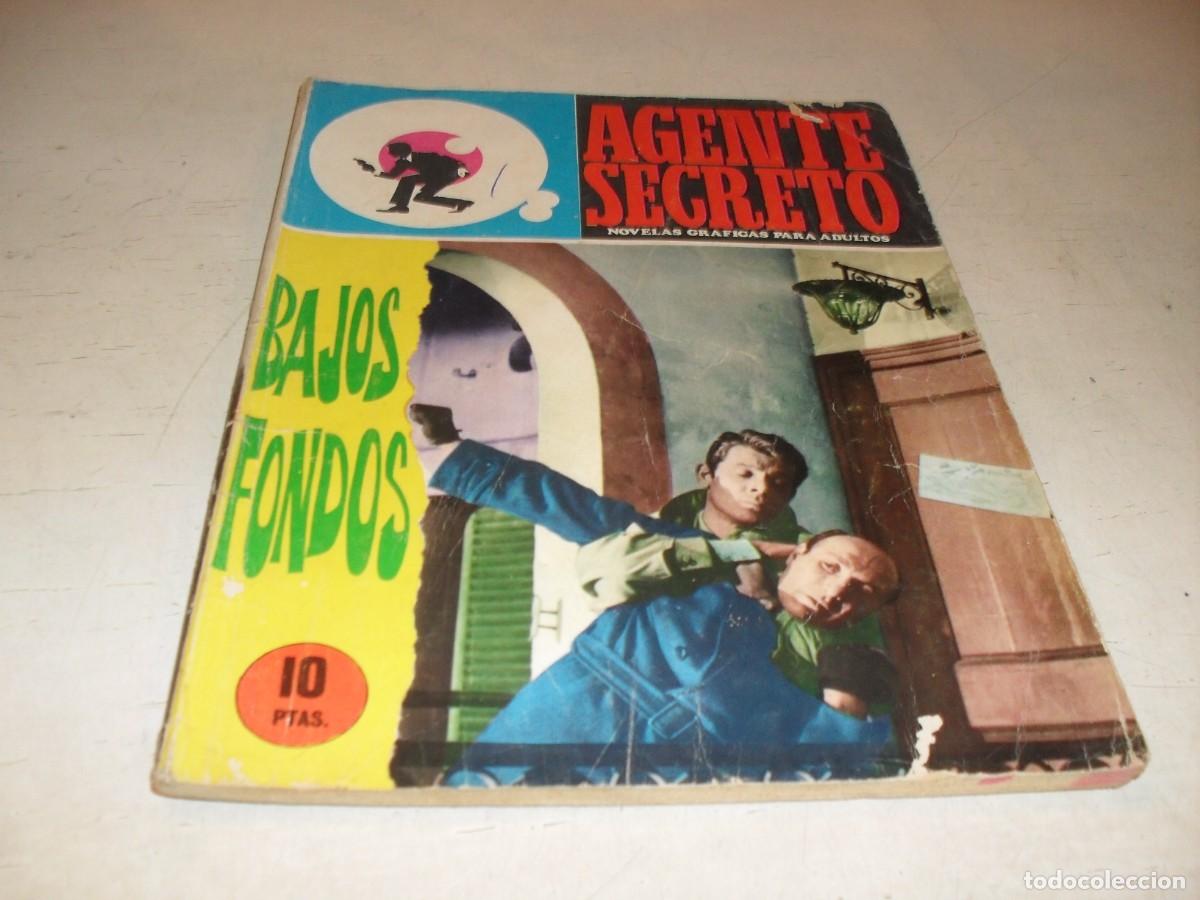 AGENTE
SECRETO
NOVELAS GRAFICAS PARA ADULTOS
BAJOS
FONDOS
10
PTAS.
todocoleccion